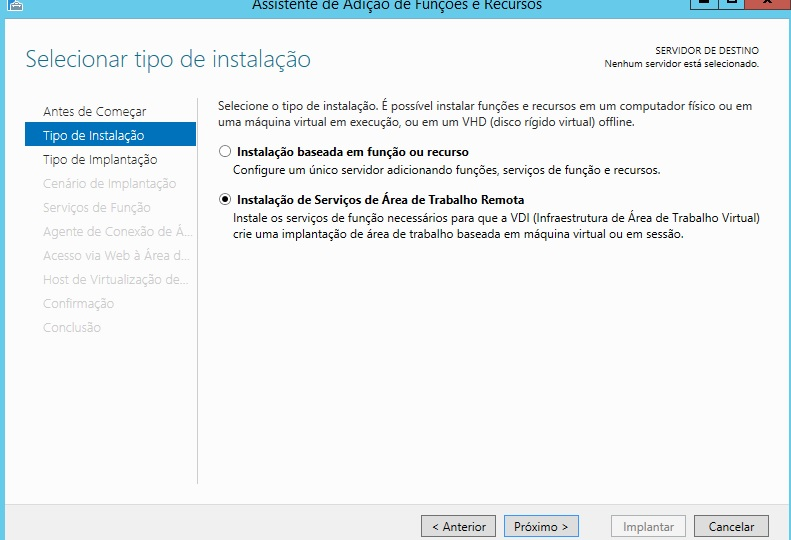 Assistente de Adição de Funções e Recursos
Selecionar tipo de instalação
SERVIDOR DE DESTINO
Nenhum servidor está selecionado.
Antes de Começar
Tipo de Instalação
Tipo de Implantação
Cenário de Implantação
Serviços de Função
Agente de Conexão de Á...
Acesso via Web à Área d...
Host de Virtualização de...
Confirmação
Conclusão
Selecione o tipo de instalação. É possível instalar funções e recursos em um computador físico ou em
uma máquina virtual em execução, ou em um VHD (disco rígido virtual) offline.
Instalação baseada em função ou recurso
Configure um único servidor adicionando funções, serviços de função e recursos.
Instalação de Serviços de Área de Trabalho Remota
Instale os serviços de função necessários para que a VDI (Infraestrutura de Área de Trabalho Virtual)
crie uma implantação de área de trabalho baseada em máquina virtual ou em sessão.
< Anterior
Próximo >
Implantar
Cancelar